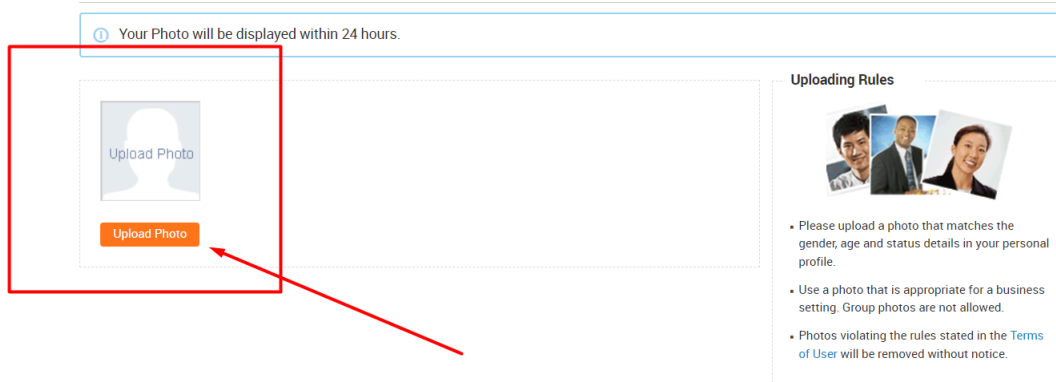 Your Photo will be displayed within 24 hours.
Upload Photo
Upload Photo
Uploading Rules
Please upload a photo that matches the
gender, age and status details in your personal
profile.
Use a photo that is appropriate for a business
setting. Group photos are not allowed.
Photos violating the rules stated in the Terms
of User will be removed without notice.